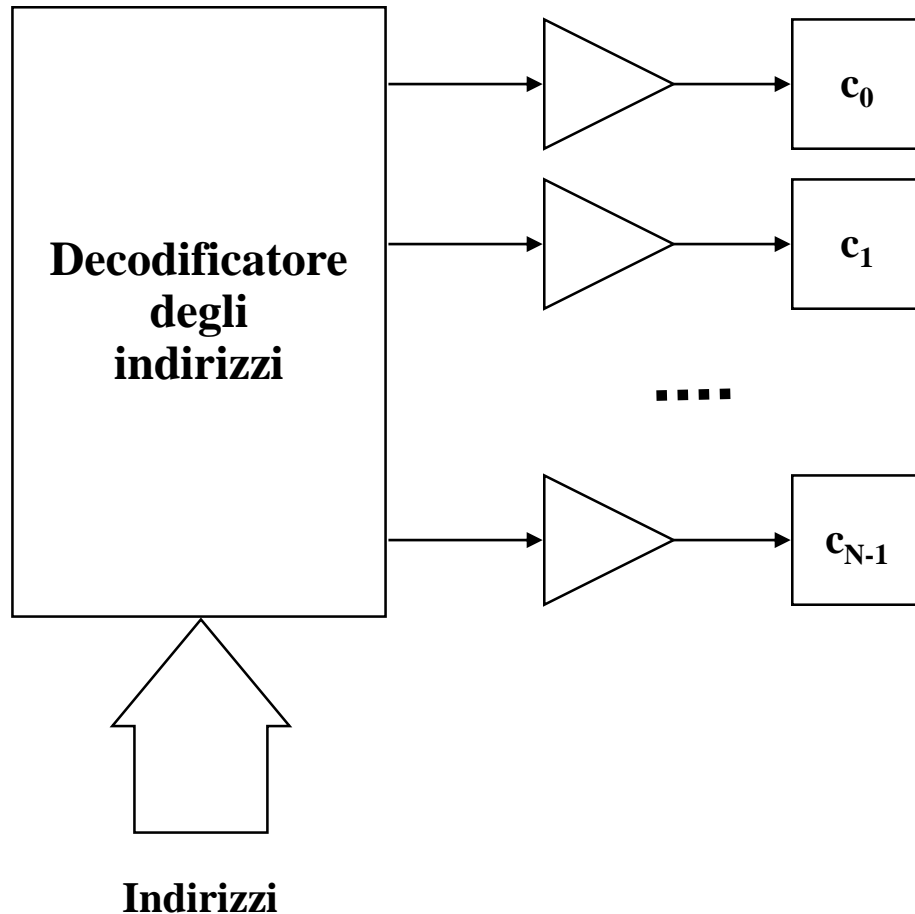 c0
c1
Decodificatore
degli
indirizzi
....
cN-1
Indirizzi